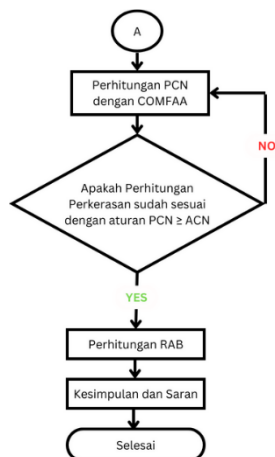 A
Perhitungan PCN
dengan COMFAA
NO
Apakah Perhitungan
Perkerasan sudah sesuai
dengan aturan PCN ≥ ACN
YES
Perhitungan RAB
Kesimpulan dan Saran
Selesai